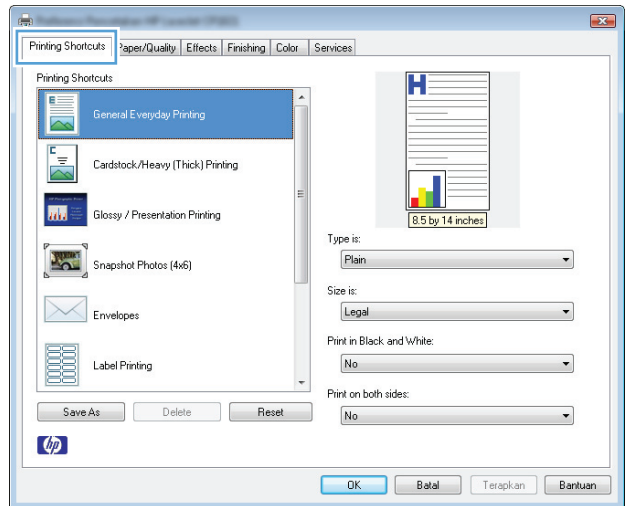 Printing Shortcuts Paper/Quality Effects Finishing Color Services
Printing Shortcuts
General Everyday Printing
Cardstock/Heavy (Thick) Printing
Glossy / Presentation Printing
Snapshot Photos (4x6)
Envelopes
Label Printing
Save As Delete Reset
hp
H
8.5 by 14 inches
Type is:
Plain
Size is:
Legal
Print in Black and White:
No
Print on both sides:
No
OK Batal Terapkan Bantuan